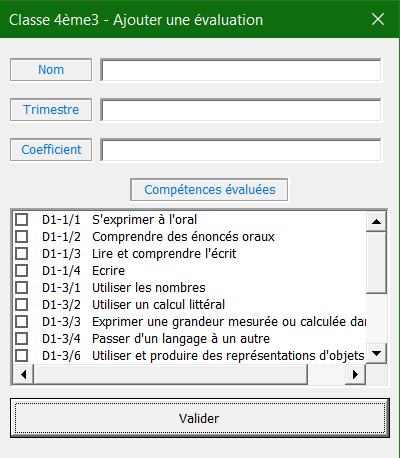 Classe 4ème3 - Ajouter une évaluation
Nom
Trimestre
Coefficient
Compétences évaluées
D1-1/1 S'exprimer à l'oral
D1-1/2 Comprendre des énoncés oraux
D1-1/3 Lire et comprendre l'écrit
D1-1/4 Ecrire
D1-3/1 Utiliser les nombres
D1-3/2 Utiliser un calcul littéral
D1-3/3 Exprimer une grandeur mesurée ou calculée da
D1-3/4 Passer d'un langage à un autre
D1-3/6 Utiliser et produire des représentations d'objets
Valider